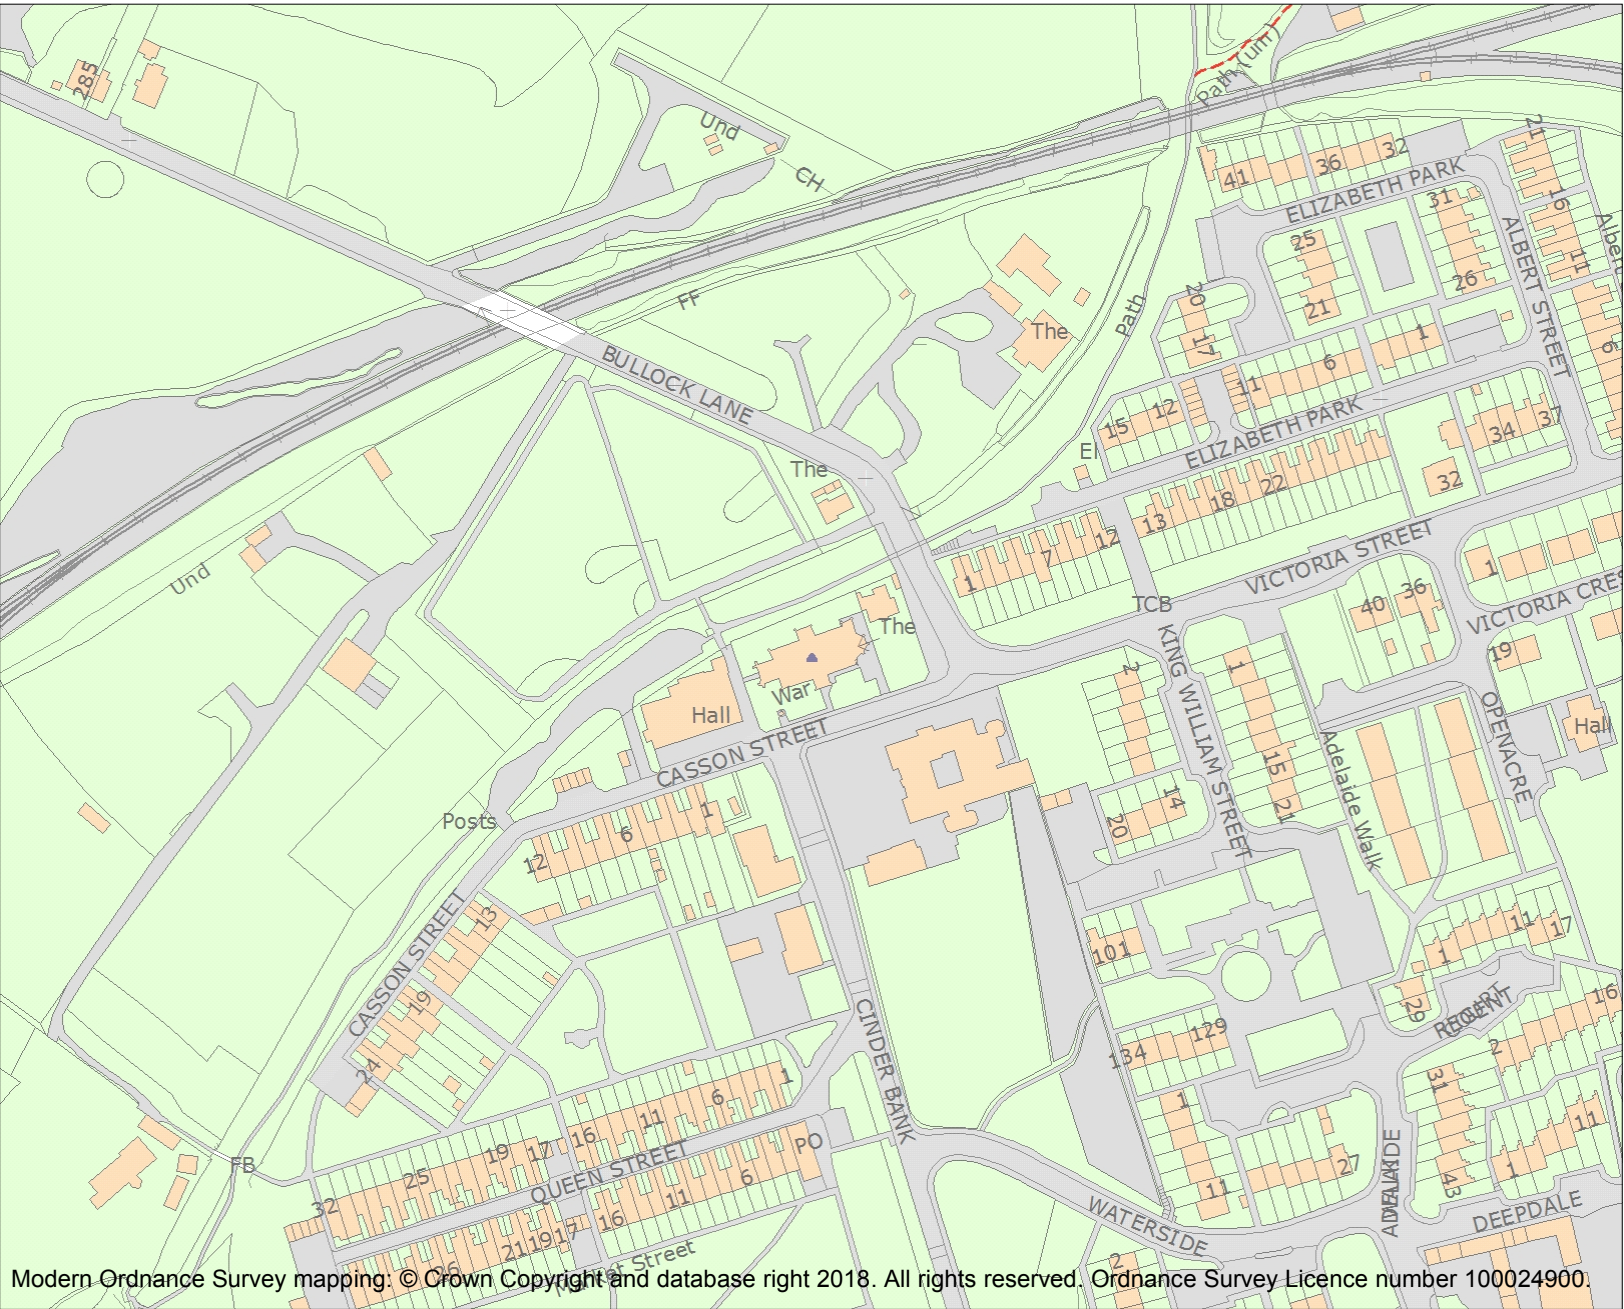 285
Und
CH
Path (um)
41
36
32
21
ELIZABETH PARK
31
16
25
ALBERT STREET
11
26
21
FF
Path
20
17
The
1
6
6
BULLOCK LANE
11
12
15
ELIZABETH PARK
37
34
The
El
32
22
18
13
VICTORIA STREET
12
7
1
1
Und
40
36
TCB
VICTORIA CRES
The
KING WILLIAM STREET
19
2
1
War
Hall
OPENACRE
Hall
CASSON STREET
15
Adelaide Walk
14
21
Posts
1
6
20
12
13
11
17
101
1
CASSON STREET
19
29
REGENT
COURT
16
CINDER BANK
129
134
2
24
1
31
6
1
11
16
17
19
25
QUEEN STREET
PO
11
FB
27
1
6
11
11
43
32
16
ADELAIDE
WALK
WATERSIDE
DEEPDALE
17
19
21
26
Market Street
2
Modern Ordnance Survey mapping: © Crown Copyright and database right 2018. All rights reserved. Ordnance Survey Licence number 100024900.